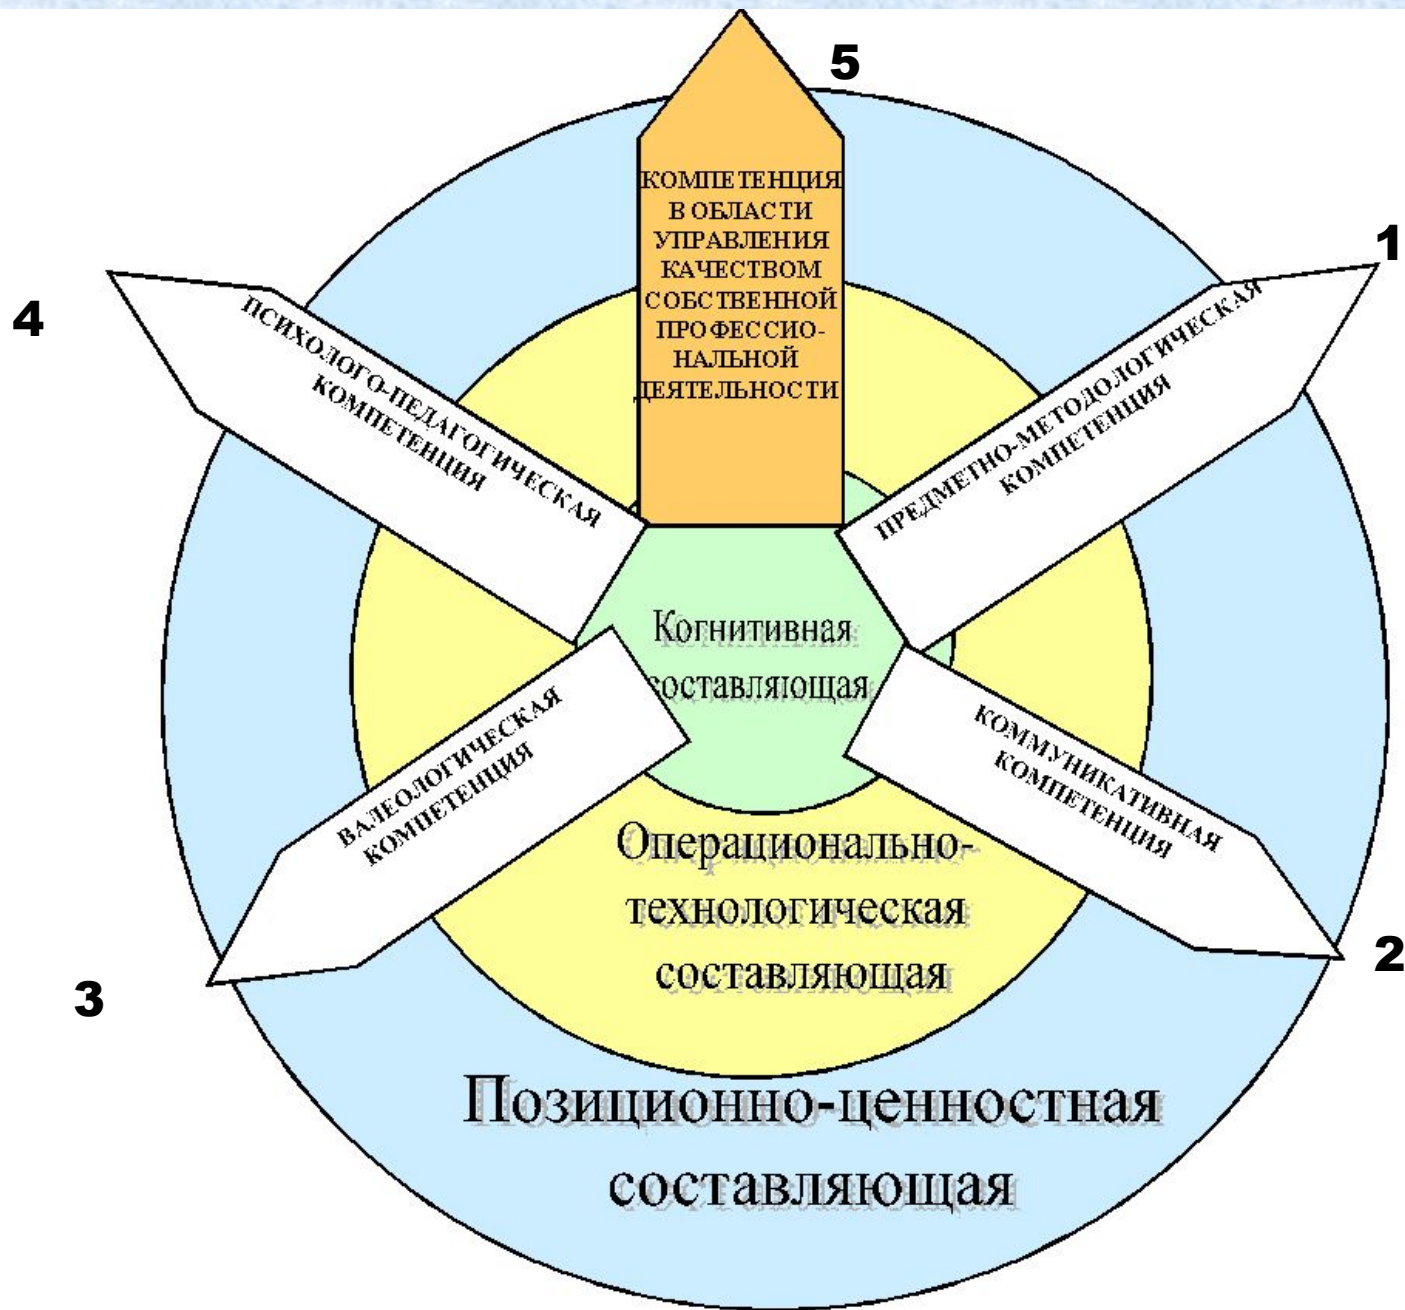 5
КОМПЕТЕНЦИЯ
В ОБЛАСТИ
УПРАВЛЕНИЯ
КАЧЕСТВОМ
СОБСТВЕННОЙ
ПРОФЕССИО-
НАЛЬНОЙ
ДЕЯТЕЛЬНОСТИ
1
ПРЕДМЕТНО-МЕТОДОЛОГИЧЕСКАЯ
КОМПЕТЕНЦИЯ
4
ПСИХОЛОГО-ПЕДАГОГИЧЕСКАЯ
КОМПЕТЕНЦИЯ
Когнитивная
составляющая
ВАЛЕОЛОГИЧЕСКАЯ
КОМПЕТЕНЦИЯ
3
КОММУНИКАТИВНАЯ
КОМПЕТЕНЦИЯ
2
Операционально-
технологическая
составляющая
Позиционно-ценностная
составляющая